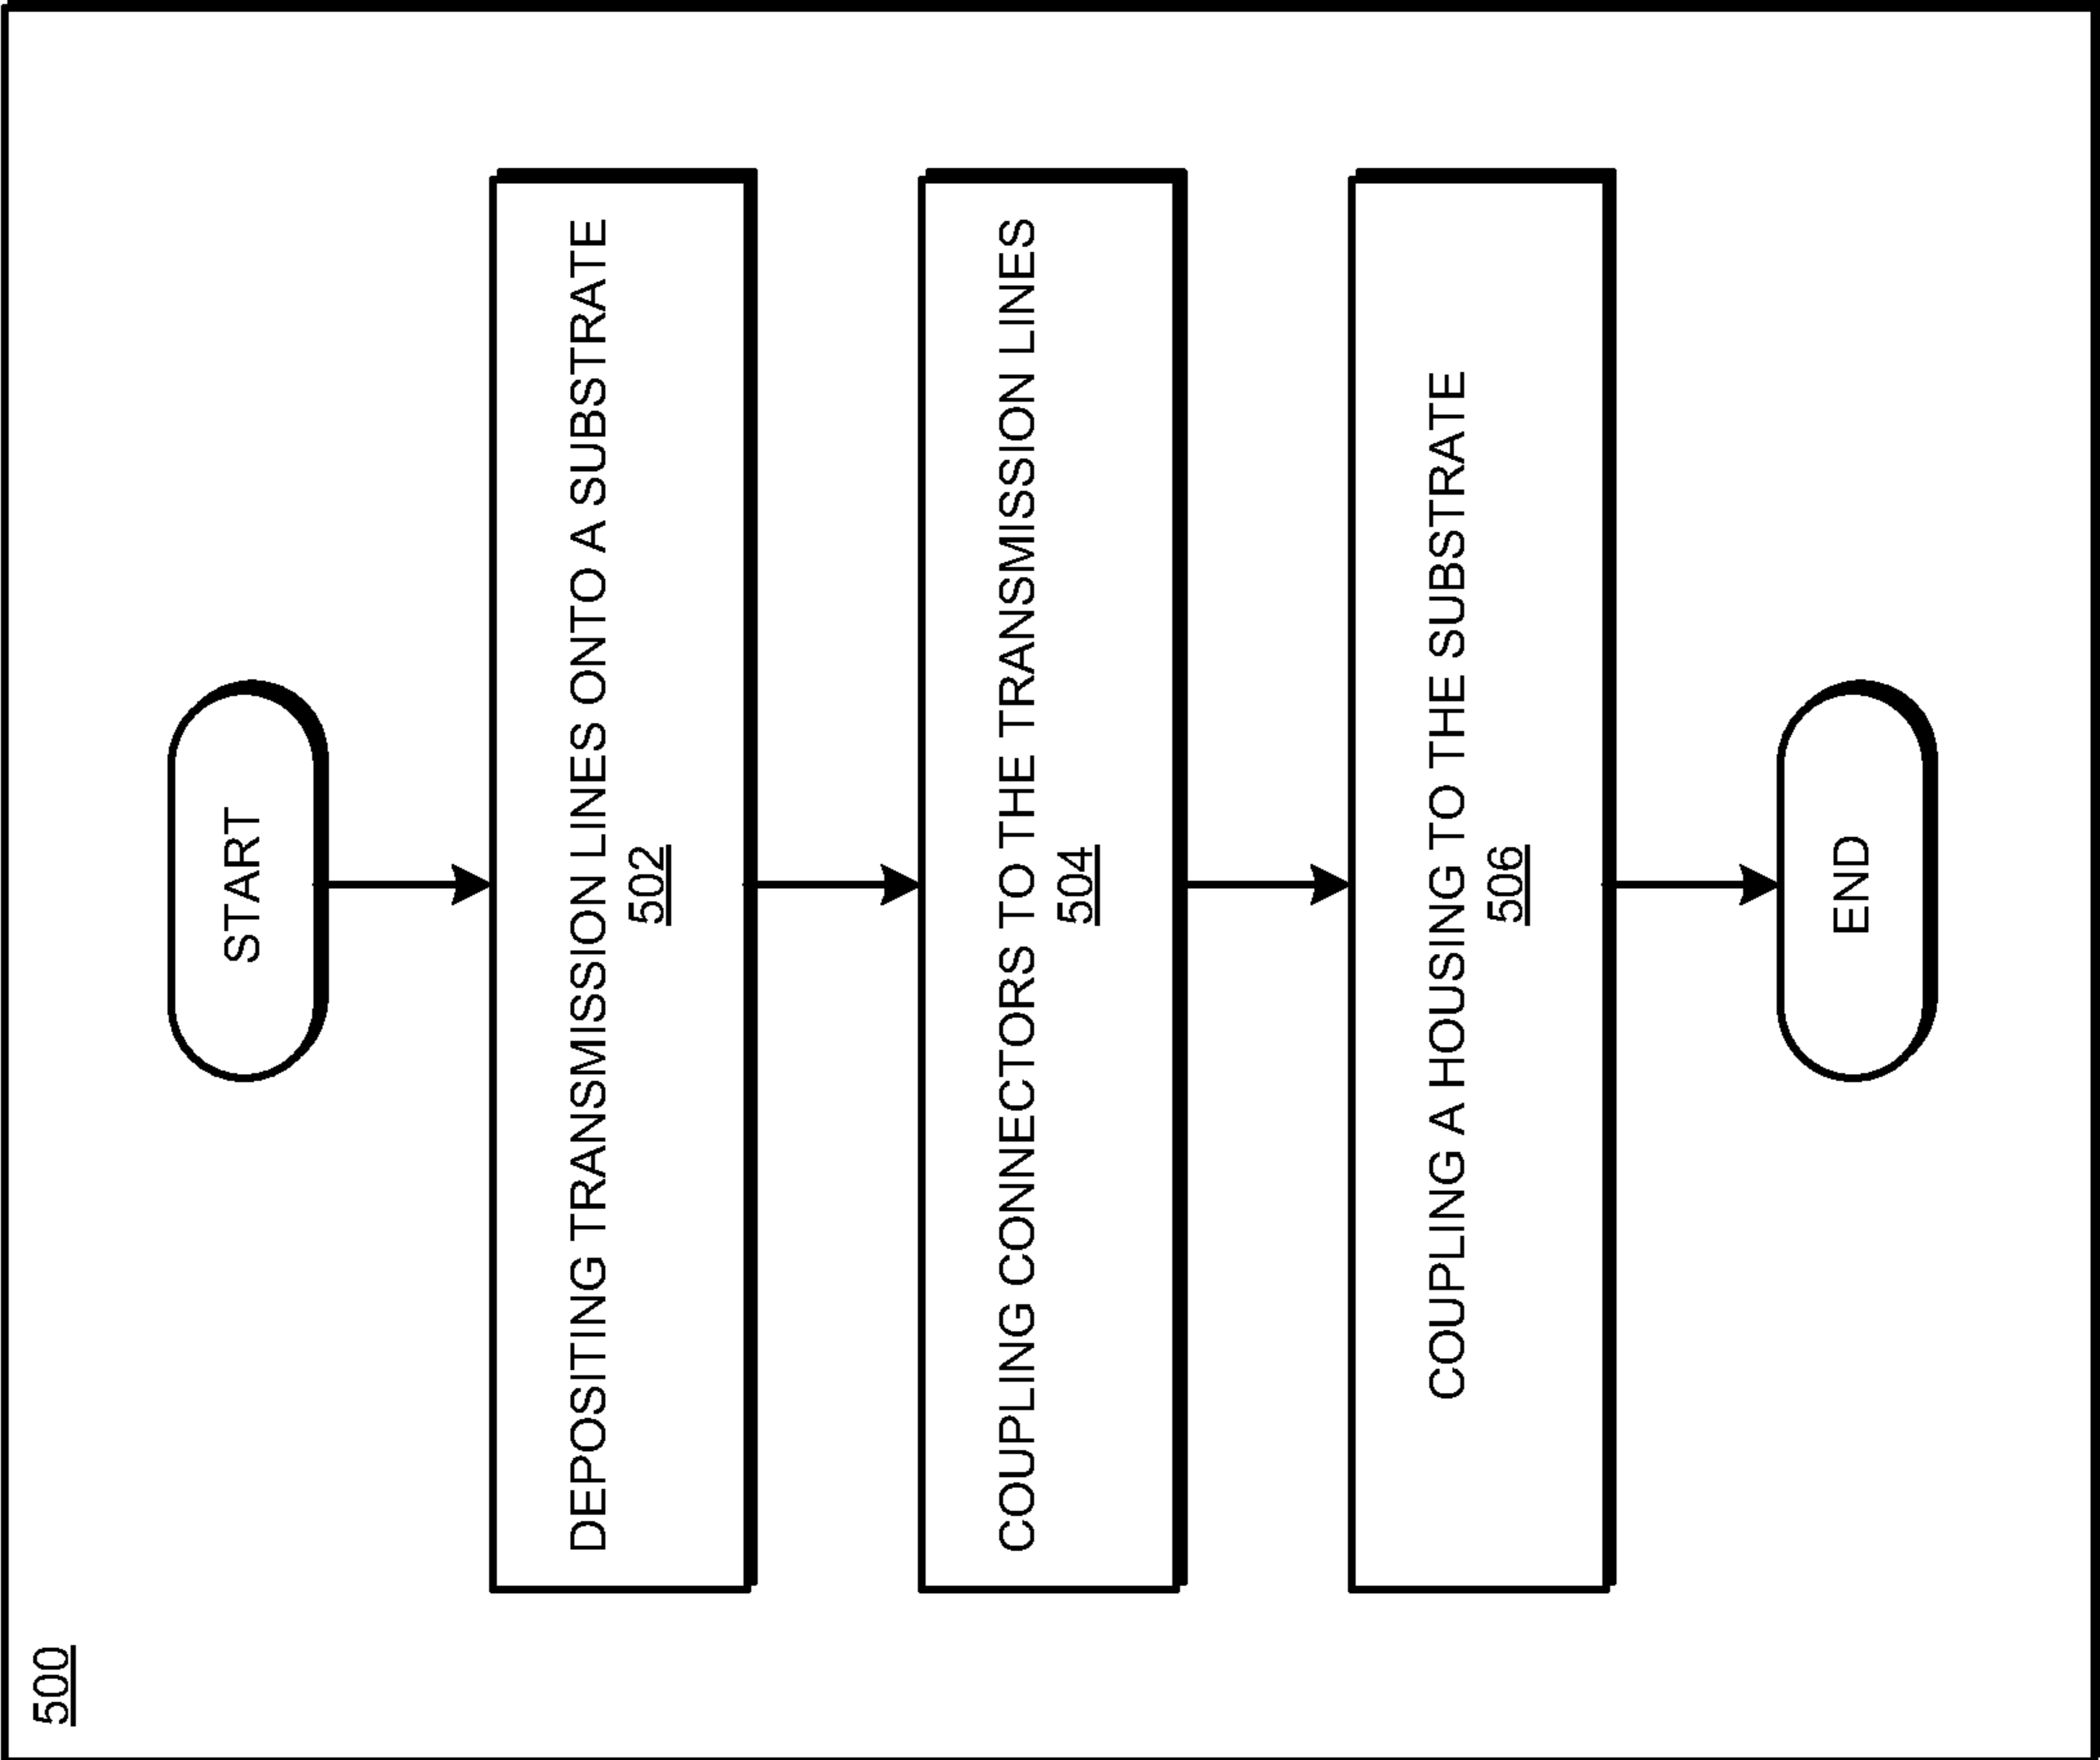 500
START
DEPOSITING TRANSMISSION LINES ONTO A SUBSTRATE
502
COUPLING CONNECTORS TO THE TRANSMISSION LINES
504
COUPLING A HOUSING TO THE SUBSTRATE
506
END